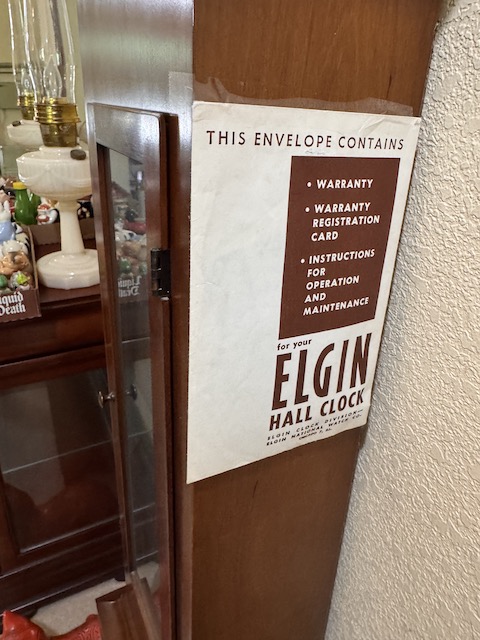 THIS ENVELOPE CONTAINS
• WARRANTY
• WARRANTY
REGISTRATION
CARD
• INSTRUCTIONS
FOR
OPERATION
AND
MAINTENANCE
for your
ELGIN
HALL CLOCK
ELGIN CLOCK DIVISION
ELGIN NATIONAL WATCH CO.
Liquid
Death